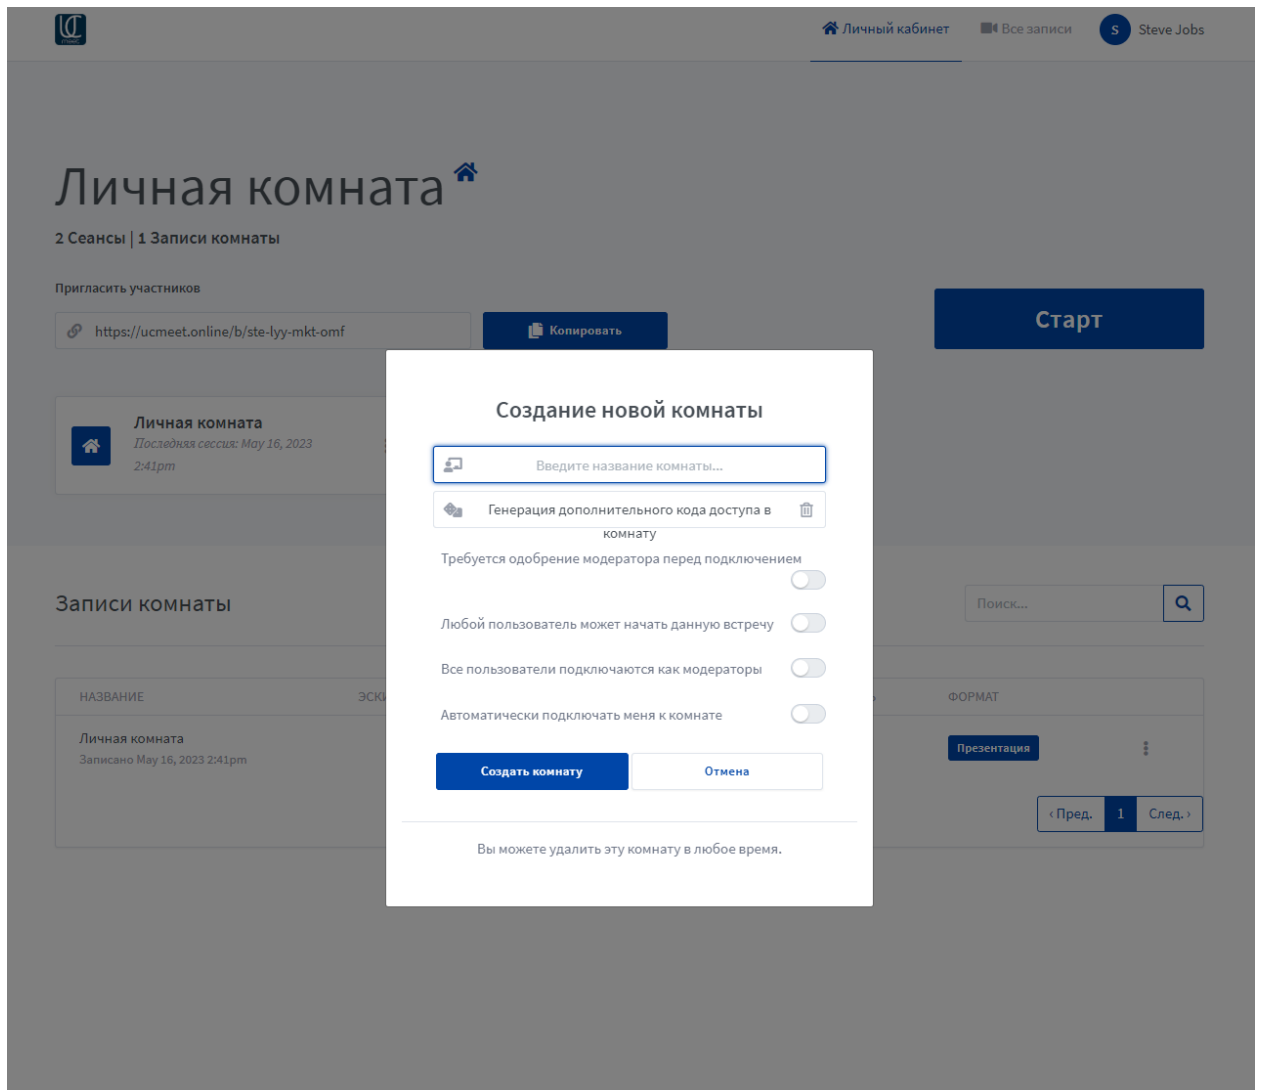 UC
Личный кабинет
Все записи
S
Steve Jobs
Личная комната
2 Сеансы | 1 Записи комнаты
Пригласить участников
https://ucmeet.online/b/ste-lyy-mkt-omf
Копировать
Старт
Личная комната
Последняя сессия: May 16, 2023
2:41pm
Создание новой комнаты
Введите название комнаты...
Генерация дополнительного кода доступа в
комнату
Требуется одобрение модератора перед подключением
Любой пользователь может начать данную встречу
Все пользователи подключаются как модераторы
Автоматически подключать меня к комнате
Создать комнату
Отмена
Вы можете удалить эту комнату в любое время.
Записи комнаты
Поиск...
НАЗВАНИЕ
ФОРМАТ
Личная комната
Записано May 16, 2023 2:41pm
Презентация
‹ Пред.
1
След. ›